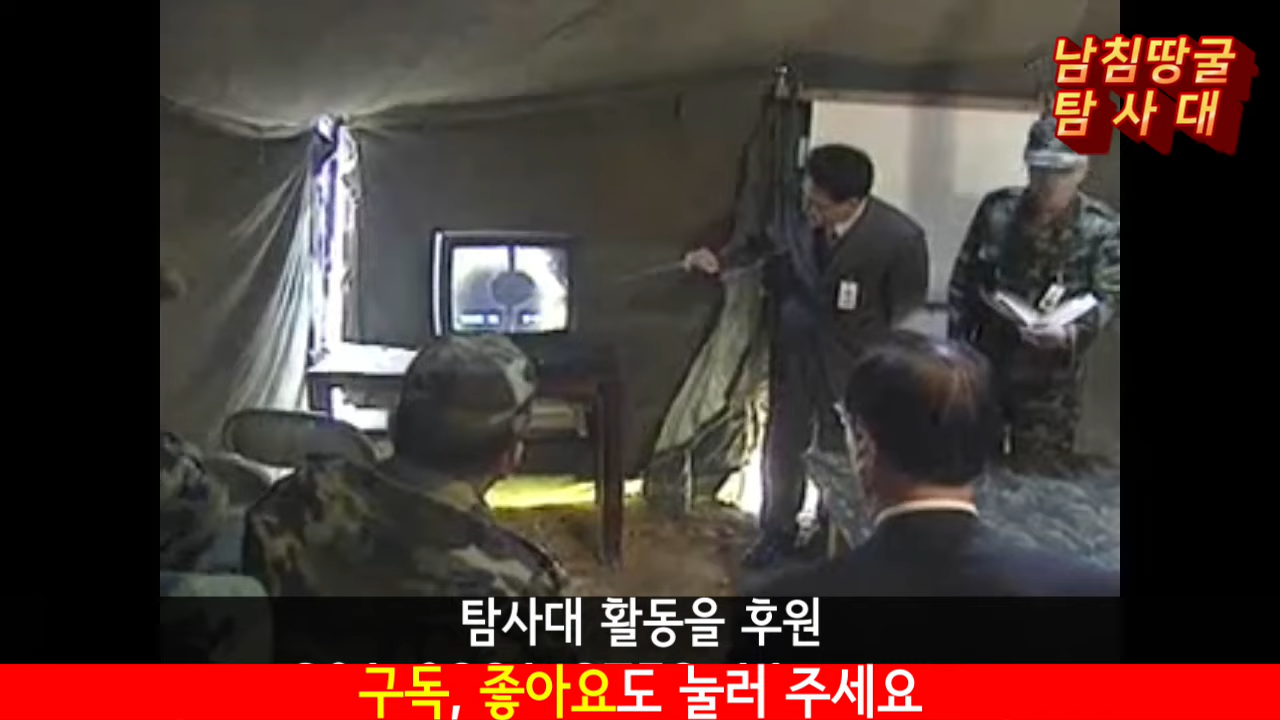 남침땅굴
탐사대
탐사대 활동을 후원
구독, 좋아요도 눌러 주세요